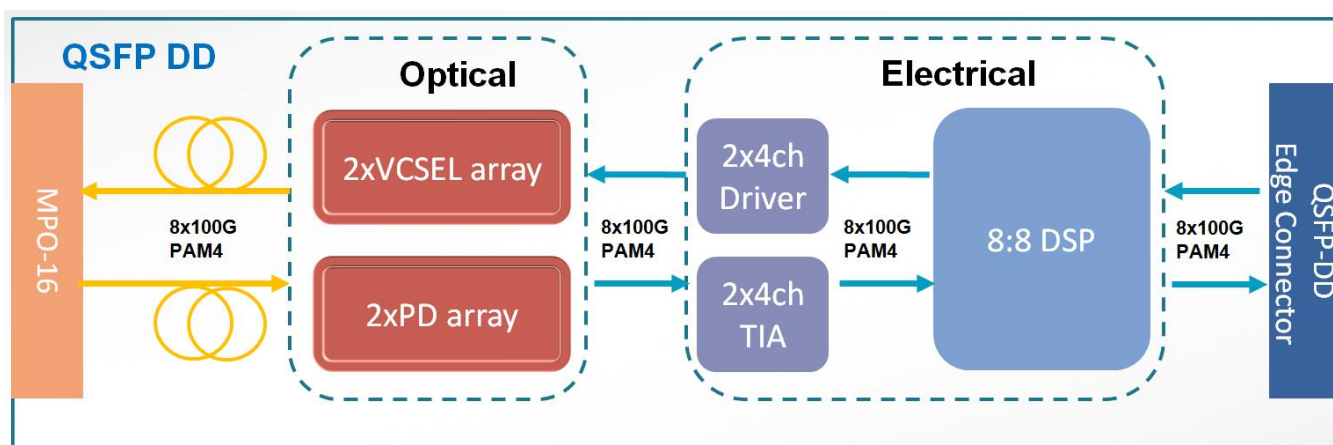 QSFP DD
Optical
Electrical
MPO-16
8x100G
PAM4
2xVCSEL array
2xPD array
8x100G
PAM4
2x4ch
Driver
2x4ch
TIA
8x100G
PAM4
8:8 DSP
8x100G
PAM4
QSFP-DD
Edge Connector